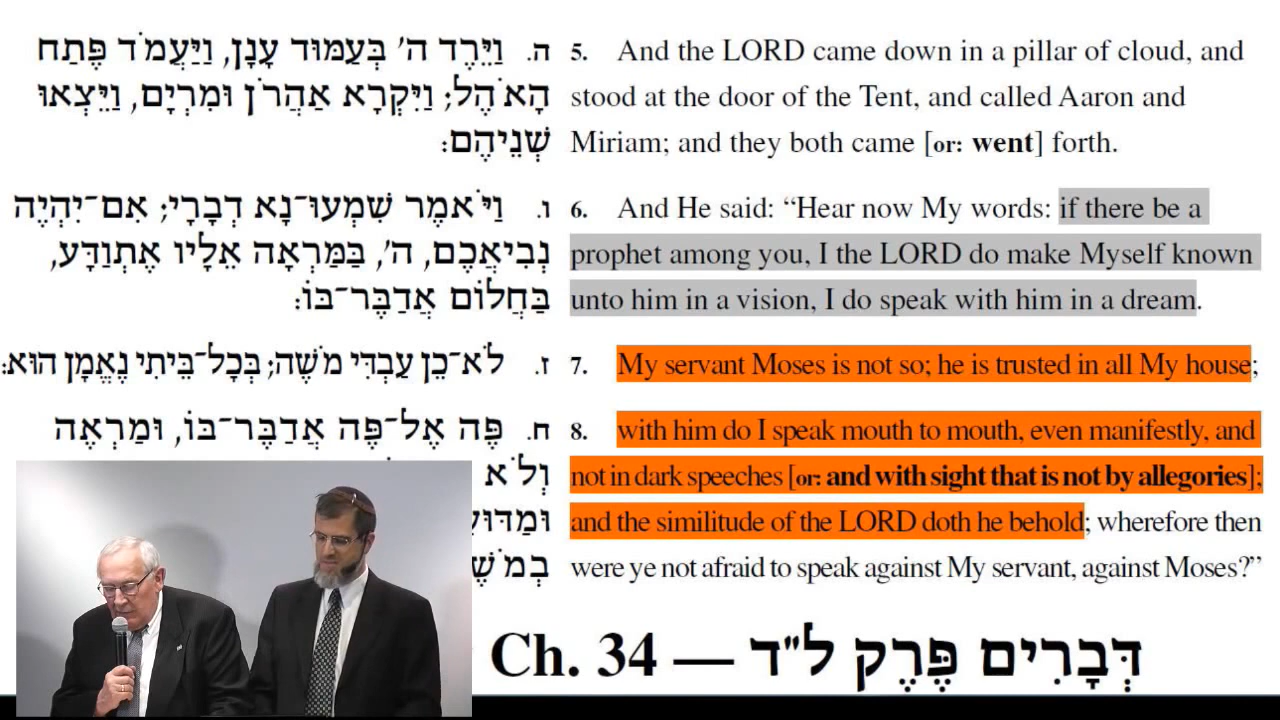 ה. וַיֵּרֶד ה' בְּעַמּוּד עָנָן, וַיַּעֲמֹד פֶּתַח
הָאֹהֶל; וַיִּקְרָא אַהֲרֹן וּמִרְיָם, וַיֵּצְאוּ
שְׁנֵיהֶם:
5. And the LORD came down in a pillar of cloud, and
stood at the door of the Tent, and called Aaron and
Miriam; and they both came [or: went] forth.
ו. וַיֹּאמֶר שִׁמְעוּ־נָא דְבָרָי; אִם־יִהְיֶה
נְבִיאֲכֶם, ה', בַּמַּרְאָה אֵלָיו אֶתְוַדָּע,
בַּחֲלוֹם אֲדַבֶּר־בּוֹ:
6. And He said: “Hear now My words: if there be a
prophet among you, I the LORD do make Myself known
unto him in a vision, I do speak with him in a dream.
ז. לֹא־כֵן עַבְדִּי מֹשֶׁה; בְּכָל־בֵּיתִי נֶאֱמָן הוּא:
7. My servant Moses is not so; he is trusted in all My house;
ח. פֶּה אֶל־פֶּה אֲדַבֶּר־בּוֹ, וּמַרְאֶה
וְלֹא
8. with him do I speak mouth to mouth, even manifestly, and
not in dark speeches [or: and with sight that is not by allegories];
and the similitude of the LORD doth he behold; wherefore then
were ye not afraid to speak against My servant, against Moses?”
Ch. 34 — דְּבָרִים פֶּרֶק ל"ד